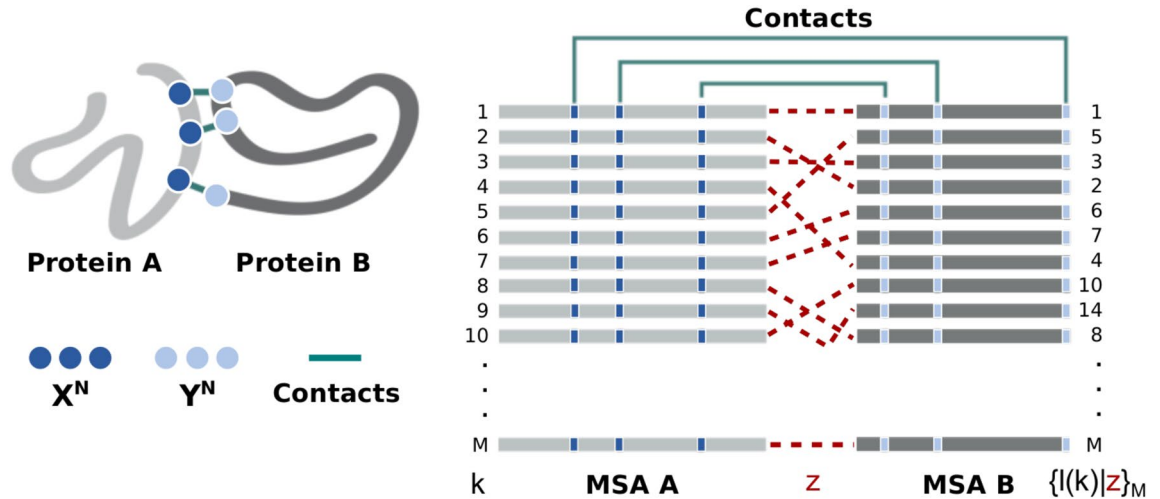 Contacts
Protein A Protein B
X^N Y^N Contacts
1 1
2 5
3 3
4 2
5 6
6 7
7 4
8 10
9 14
10 8
. .
. .
. .
M M
k MSA A z MSA B {l(k)|z}_M